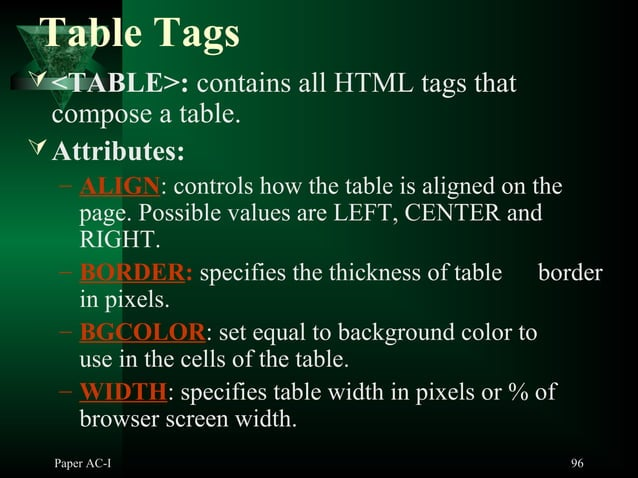 Table Tags
<TABLE>: contains all HTML tags that
compose a table.
Attributes:
– ALIGN: controls how the table is aligned on the
page. Possible values are LEFT, CENTER and
RIGHT.
– BORDER: specifies the thickness of table border
in pixels.
– BGCOLOR: set equal to background color to
use in the cells of the table.
– WIDTH: specifies table width in pixels or % of
browser screen width.
Paper AC-I 96